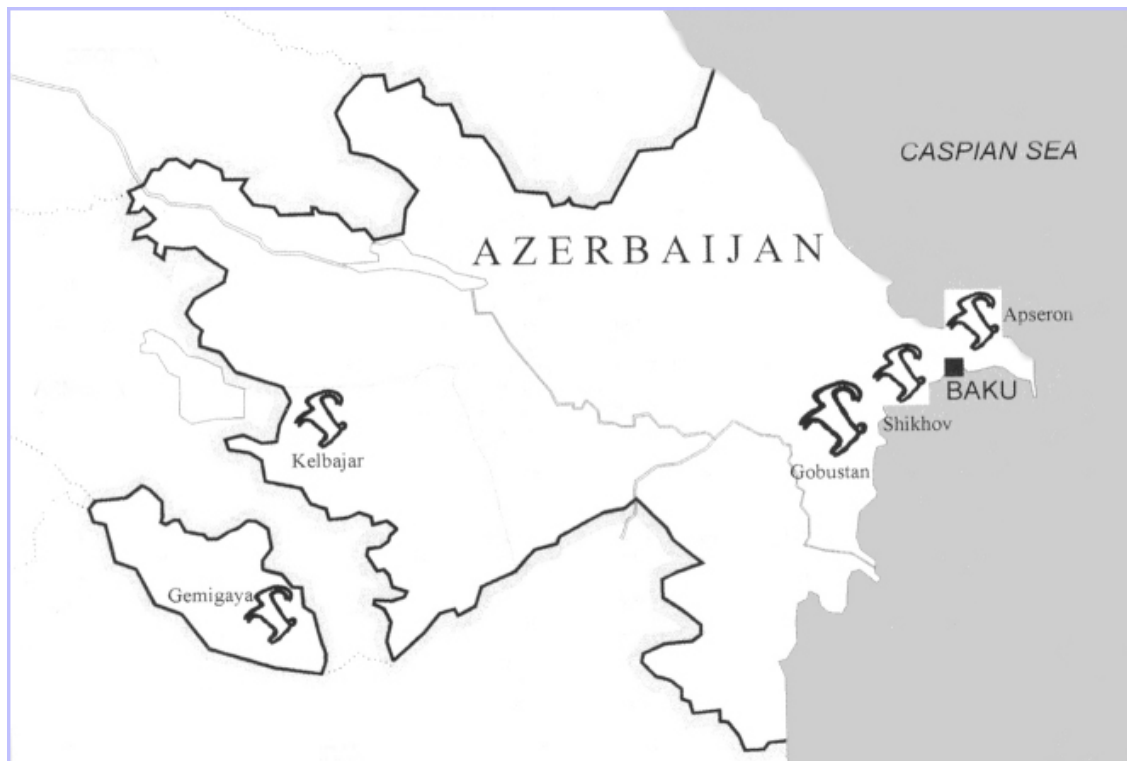 CASPIAN SEA
AZERBAIJAN
Apseron
BAKU
Shikhov
Kelbajar
Gobustan
Gemigaya